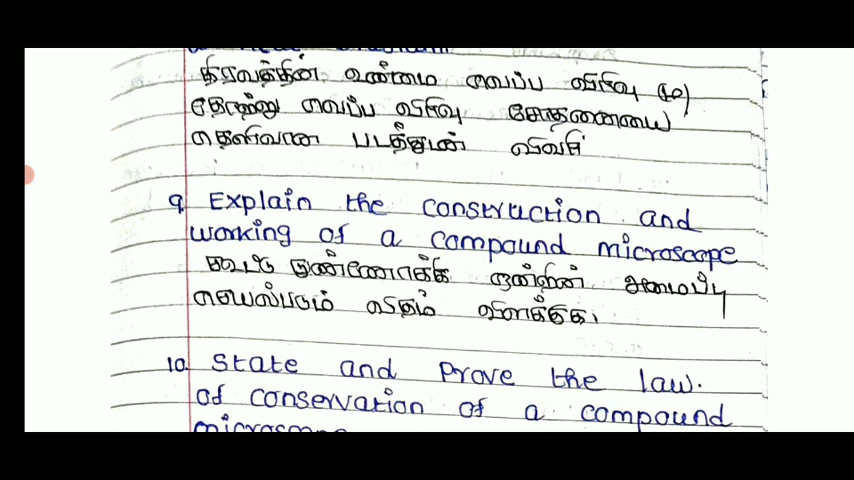 திரவத்தின் உண்மை வெப்ப விரிவு (ம)
தோற்று வெப்ப விரிவு சோதனையை
தெளிவான படத்துடன் விவரி
9. Explain the construction and
working of a compound microscope
கூட்டு நுண்ணோக்கி ஒன்றின் அமைப்பு
செயல்படும் விதம் விளக்குக.
10. State and Prove the law.
of conservation of a compound